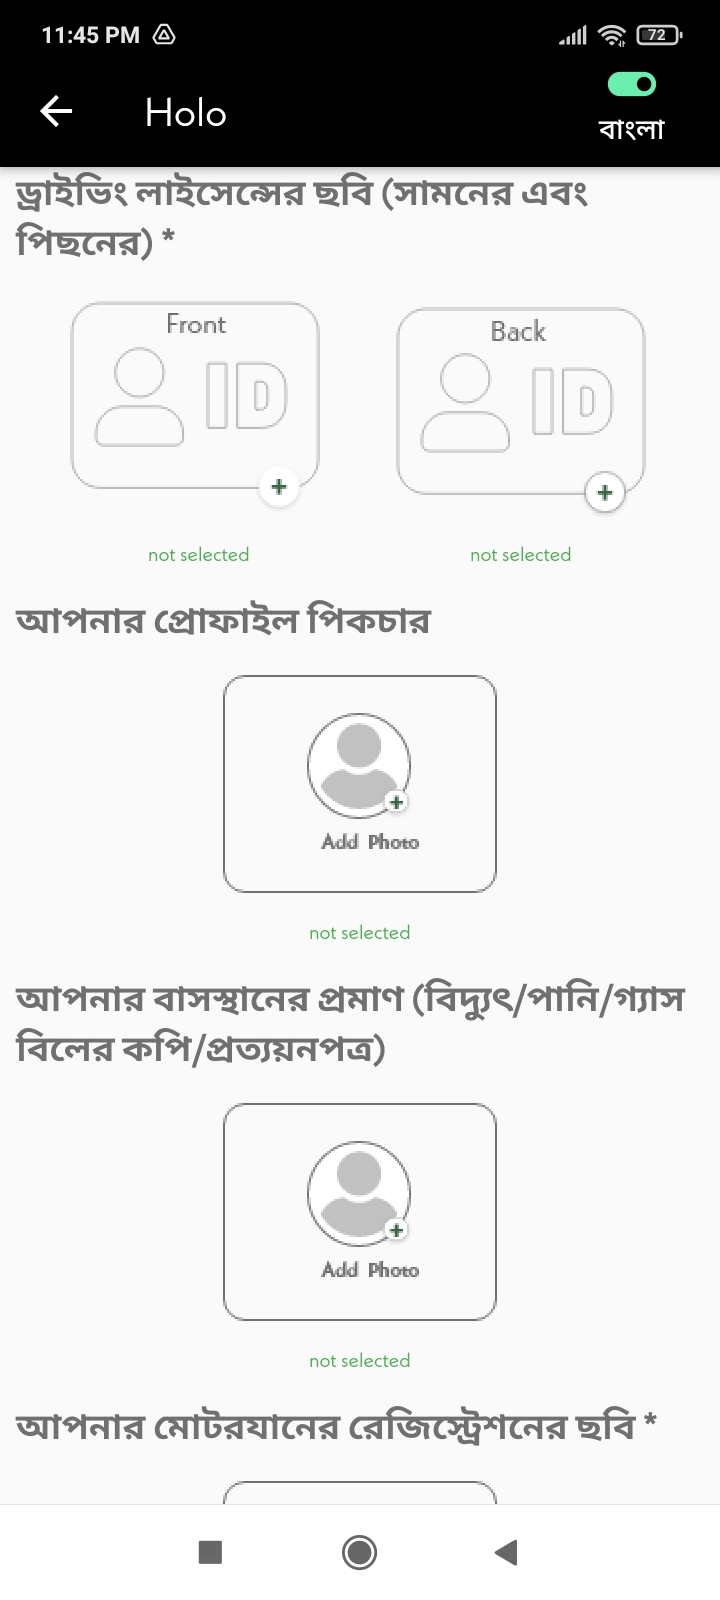 11:45 PM
72
Holo
বাংলা
ড্রাইভিং লাইসেন্সের ছবি (সামনের এবং
পিছনের) *
Front
ID
Back
ID
not selected
not selected
আপনার প্রোফাইল পিকচার
Add Photo
not selected
আপনার বাসস্থানের প্রমাণ (বিদ্যুৎ/পানি/গ্যাস
বিলের কপি/প্রত্যয়নপত্র)
Add Photo
not selected
আপনার মোটরযানের রেজিস্ট্রেশনের ছবি *